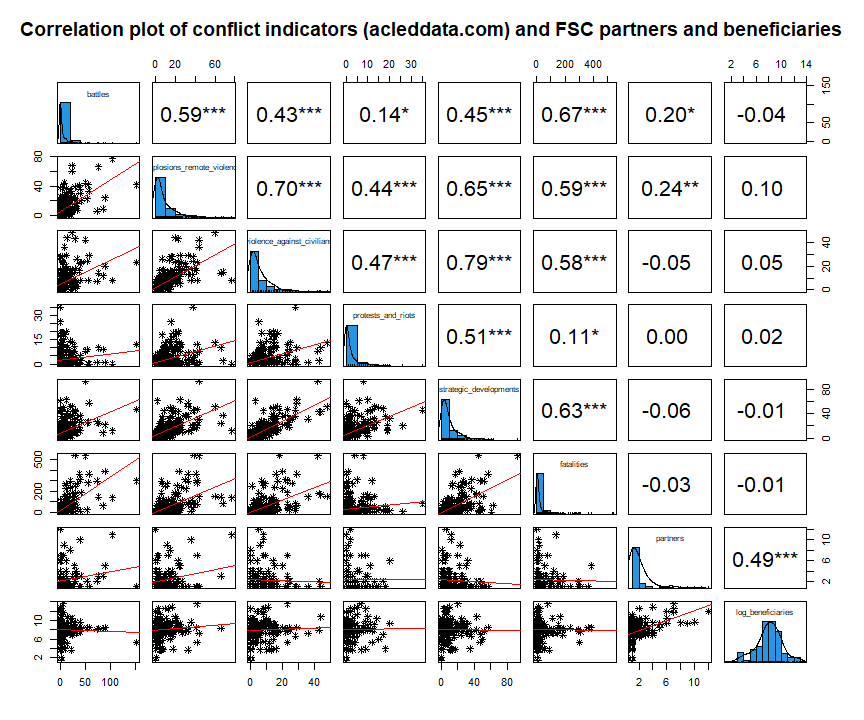 Correlation plot of conflict indicators (acleddata.com) and FSC partners and beneficiaries
0 20 60
0 10 20 30
0 200 400
2 6 10 14
battles
0.59***
0.43***
0.14*
0.45***
0.67***
0.20*
-0.04
0 50 150
0 40 80
plosions_remote_violenc
0.70***
0.44***
0.65***
0.59***
0.24**
0.10
violence_against_civilian
0.47***
0.79***
0.58***
-0.05
0.05
0 20 40
0 15 30
protests_and_riots
0.51***
0.11*
0.00
0.02
strategic_developments
0.63***
-0.06
-0.01
0 40 80
0 200 500
fatalities
-0.03
-0.01
partners
0.49***
2 6 10
2 6 10
log_beneficiaries
0 50 100
0 20 40
0 40 80
2 6 10